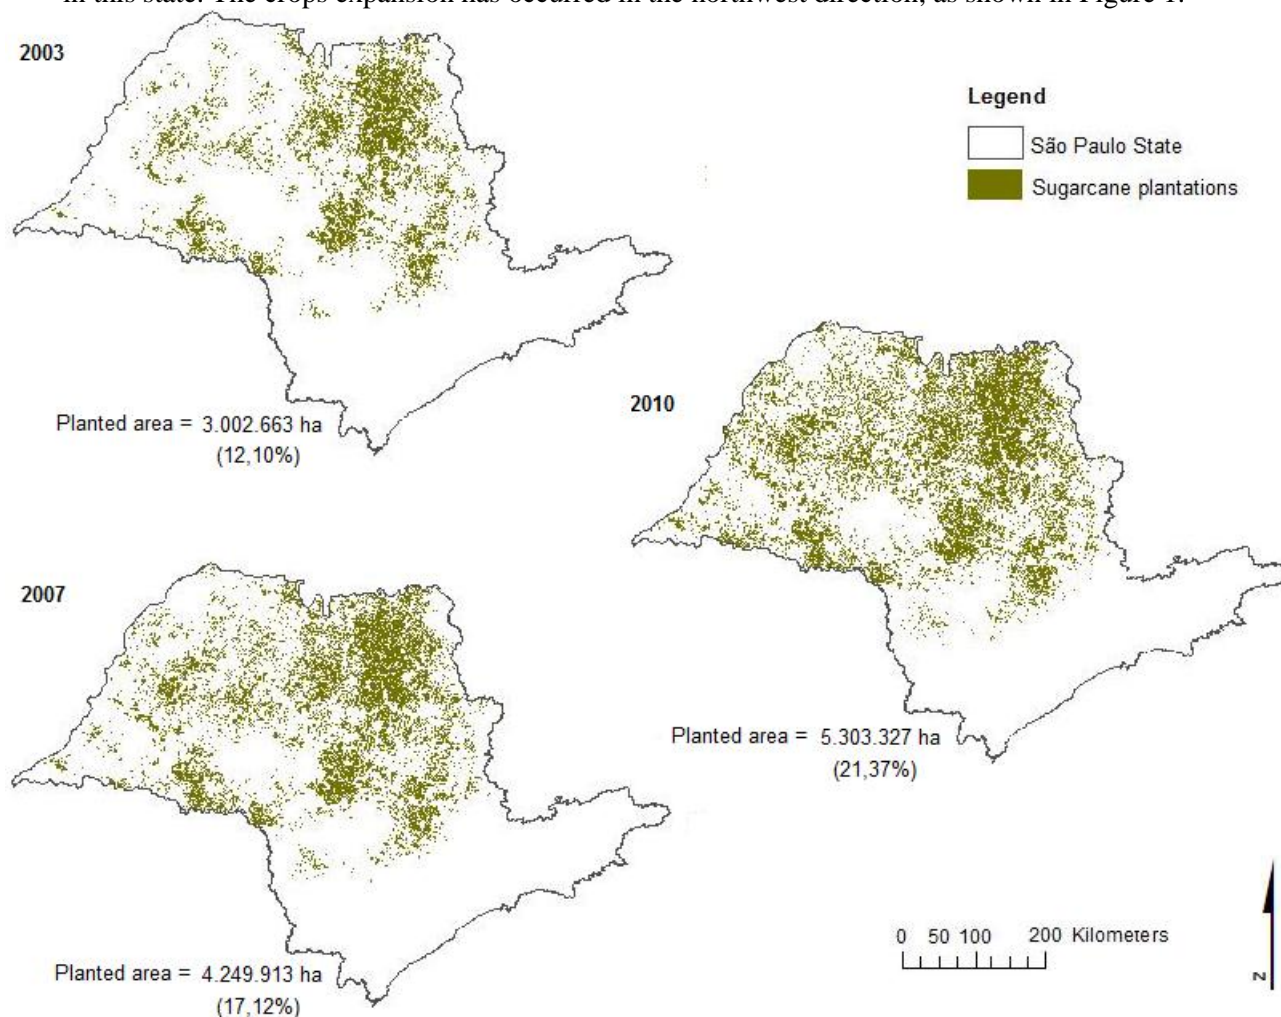 in this state. The crops expansion has occurred in the northwest direction, as shown in Figure 1.
2003
Legend
São Paulo State
Sugarcane plantations
Planted area = 3.002.663 ha
(12,10%)
2010
2007
Planted area = 5.303.327 ha
(21,37%)
0 50 100 200 Kilometers
Planted area = 4.249.913 ha
(17,12%)
N